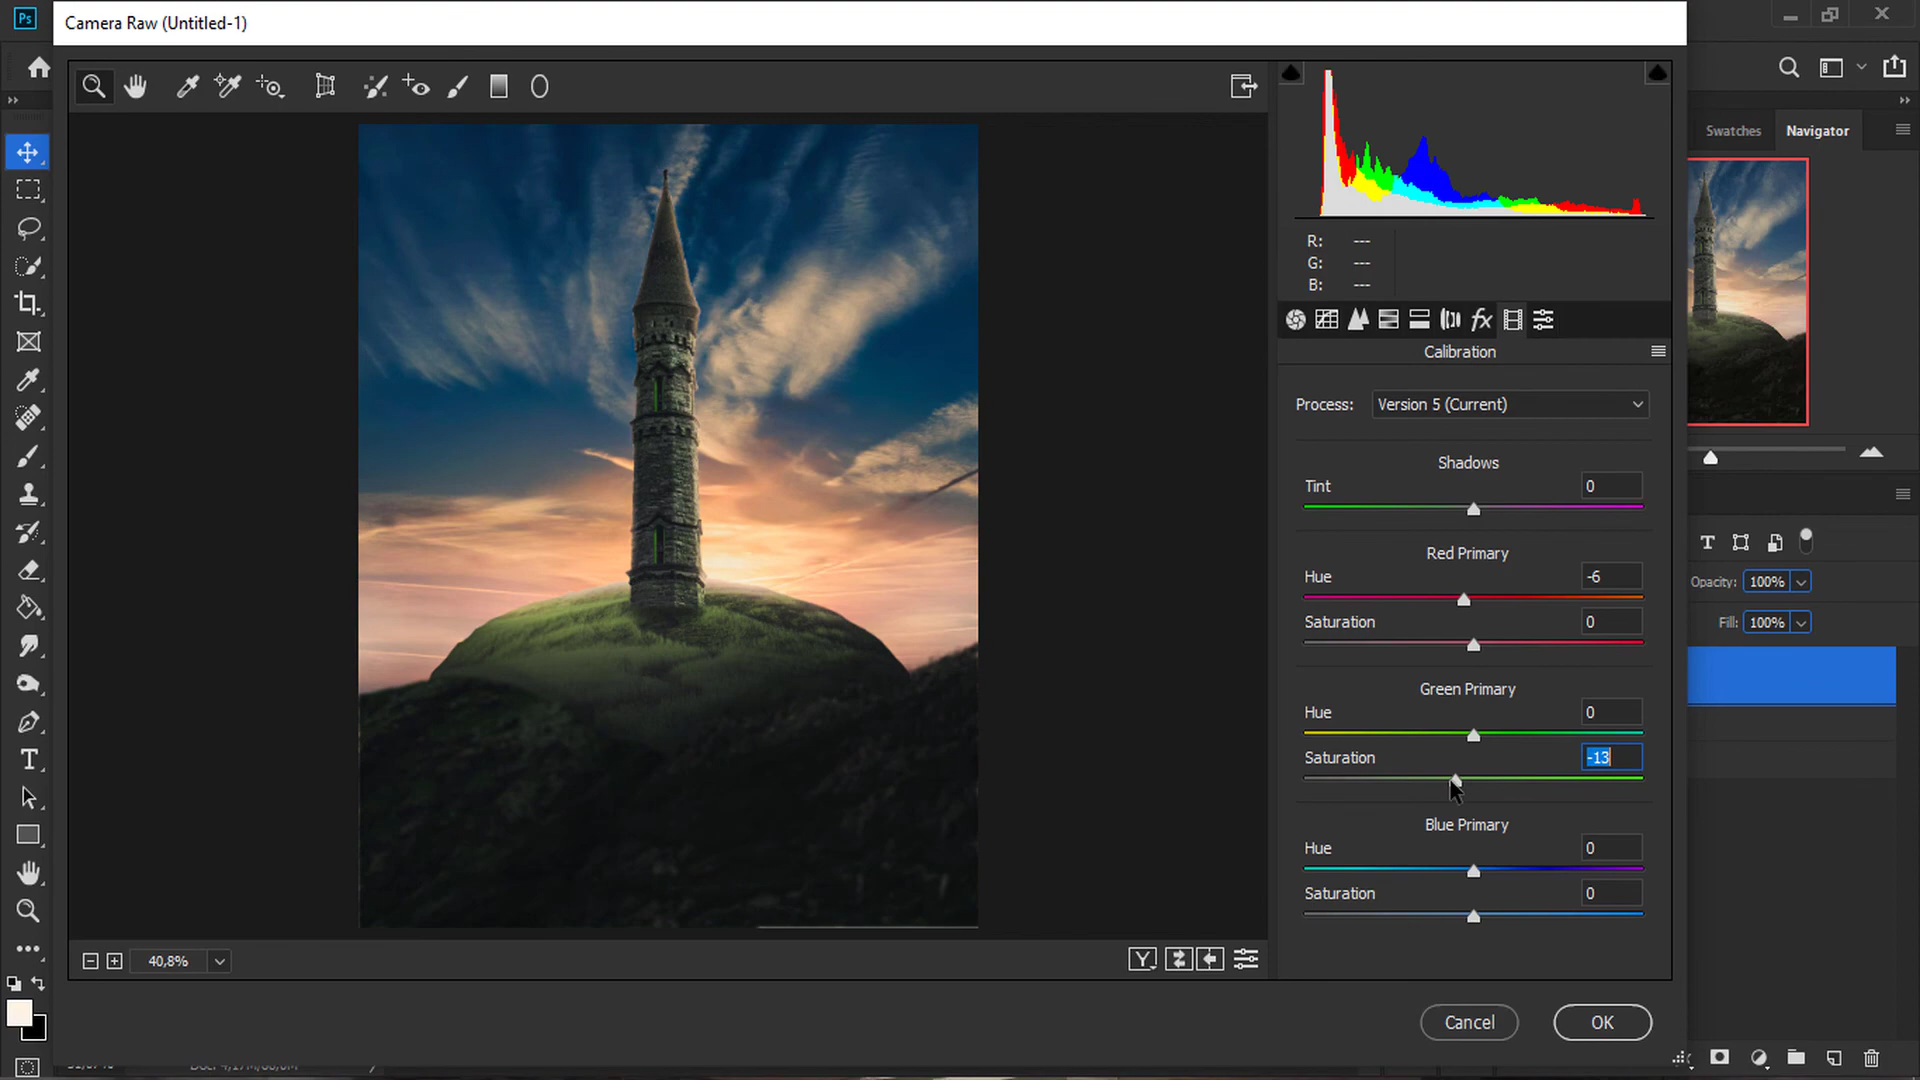 Ps
Camera Raw (Untitled-1)
Swatches
Navigator
R: ---
G: ---
B: ---
fx
Calibration
Process: Version 5 (Current)
Shadows
Tint 0
Red Primary
Hue -6
Saturation 0
Green Primary
Hue 0
Saturation -13
Blue Primary
Hue 0
Saturation 0
T
Opacity: 100%
Fill: 100%
T
40,8%
Y
Cancel
OK